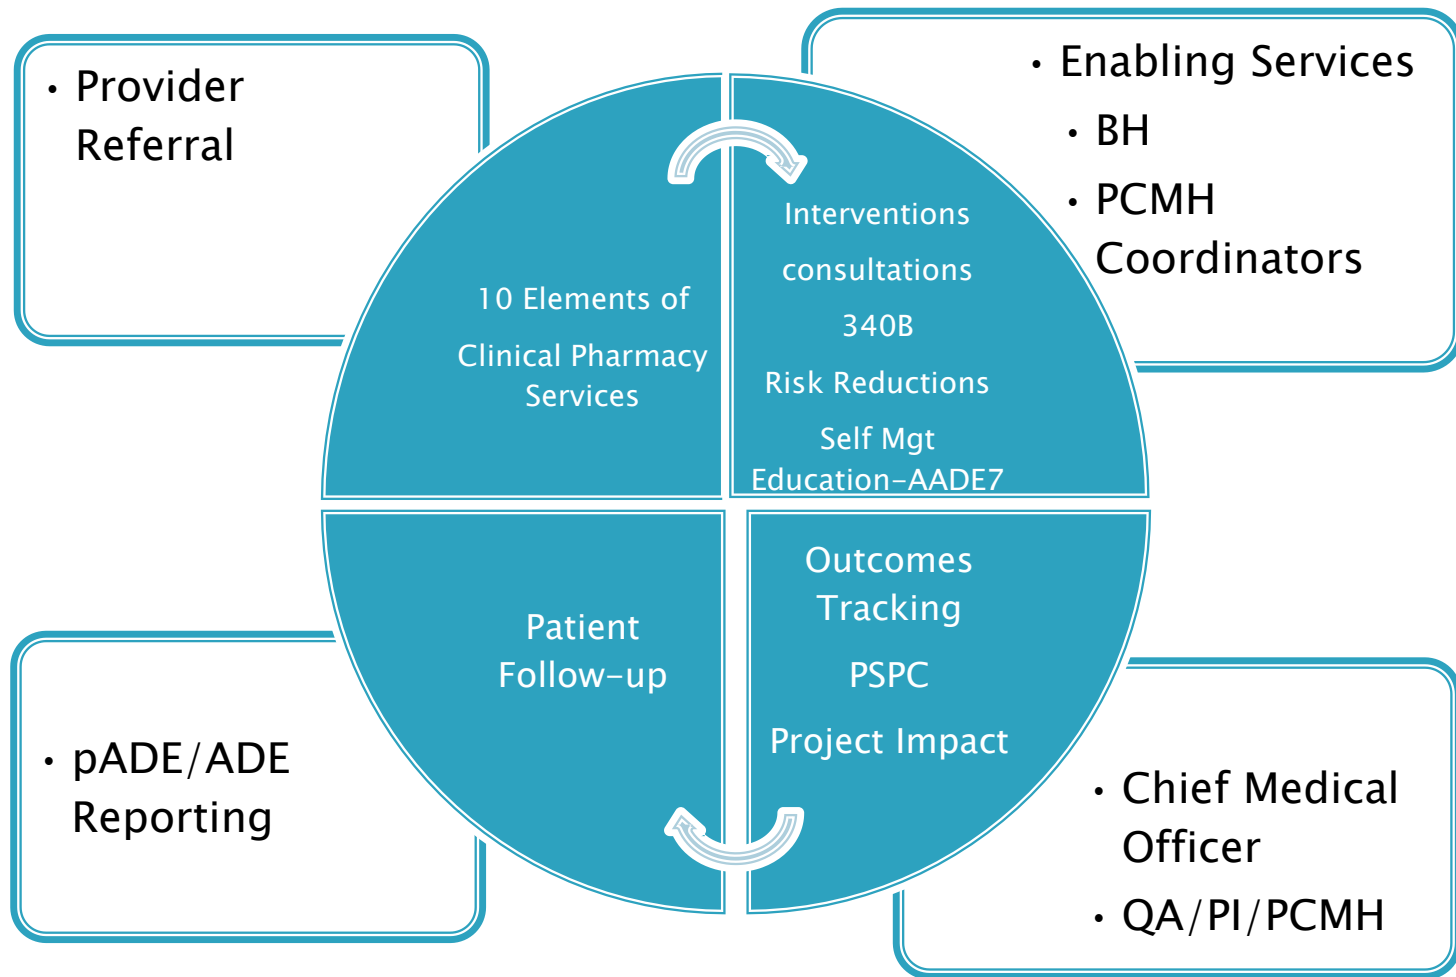 • Provider
Referral
• Enabling Services
• BH
• PCMH
Coordinators
10 Elements of
Clinical Pharmacy
Services
Interventions
consultations
340B
Risk Reductions
Self Mgt
Education–AADE7
Patient
Follow–up
Outcomes
Tracking
PSPC
Project Impact
• pADE/ADE
Reporting
• Chief Medical
Officer
• QA/PI/PCMH